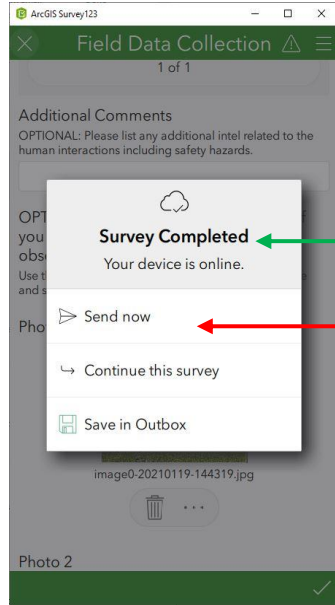 ArcGIS Survey123
Field Data Collection
1 of 1
Additional Comments
OPTIONAL: Please list any additional intel related to the
human interactions including safety hazards.
OPT
you
obs
Use t
and s
Survey Completed
Your device is online.
Send now
Continue this survey
Save in Outbox
Pho
image0-20210119-144319.jpg
Photo 2